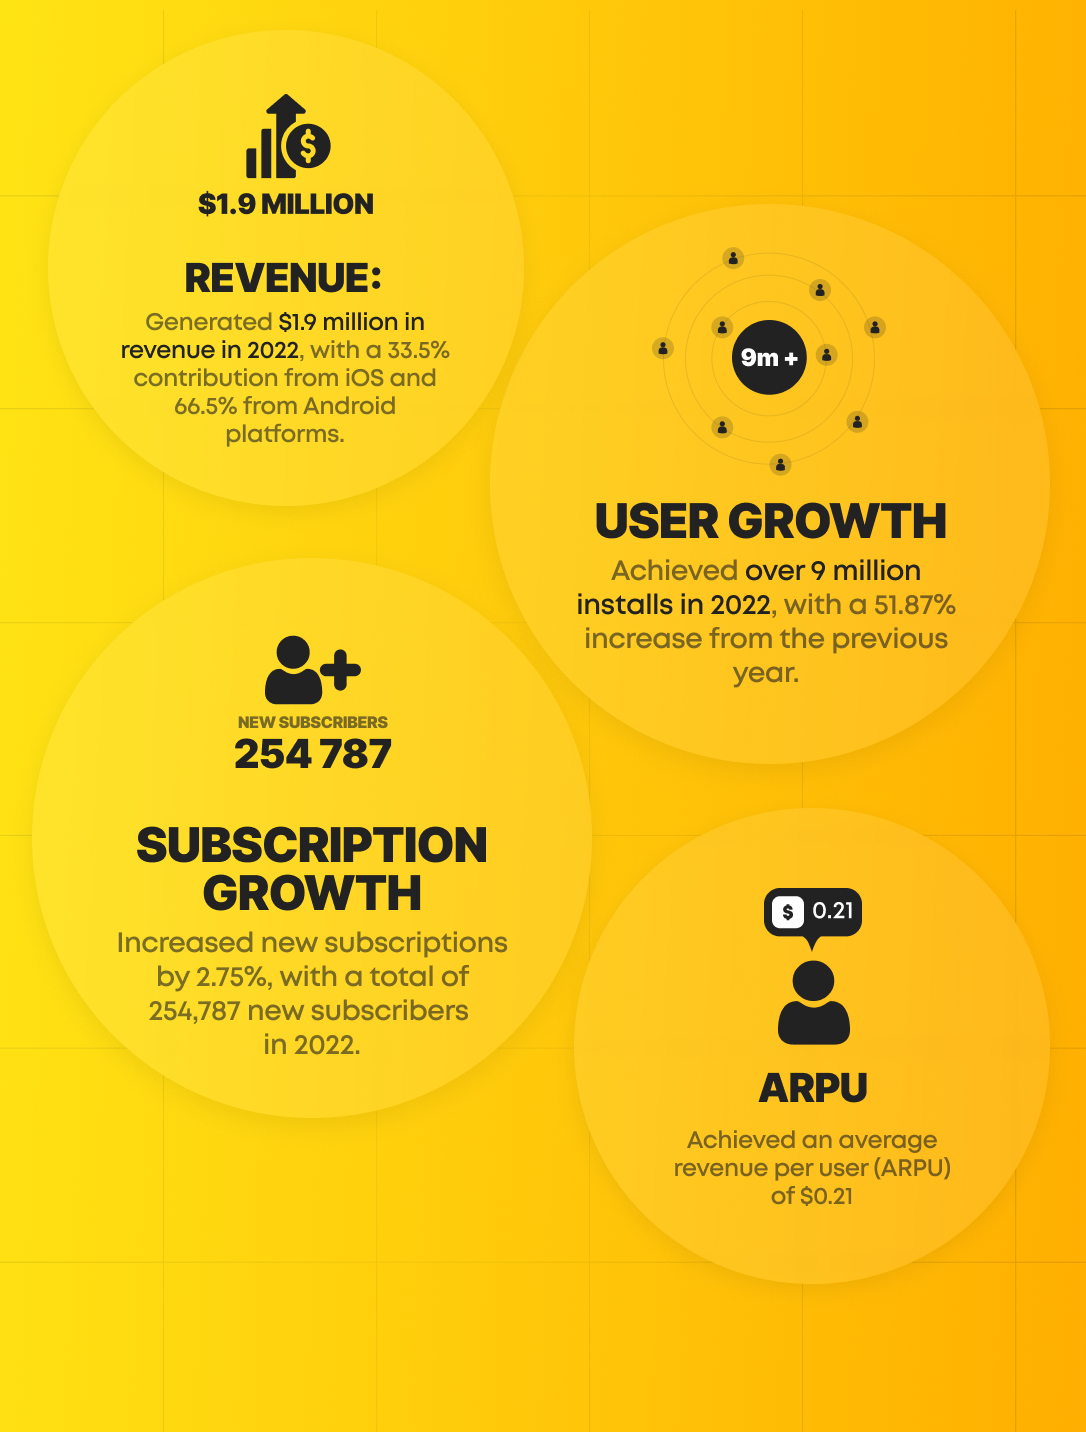 $1.9 MILLION
REVENUE:
Generated $1.9 million in
revenue in 2022, with a 33.5%
contribution from iOS and
66.5% from Android
platforms.
9m +
USER GROWTH
Achieved over 9 million
installs in 2022, with a 51.87%
increase from the previous
year.
NEW SUBSCRIBERS
254 787
SUBSCRIPTION
GROWTH
Increased new subscriptions
by 2.75%, with a total of
254,787 new subscribers
in 2022.
$ 0.21
ARPU
Achieved an average
revenue per user (ARPU)
of $0.21